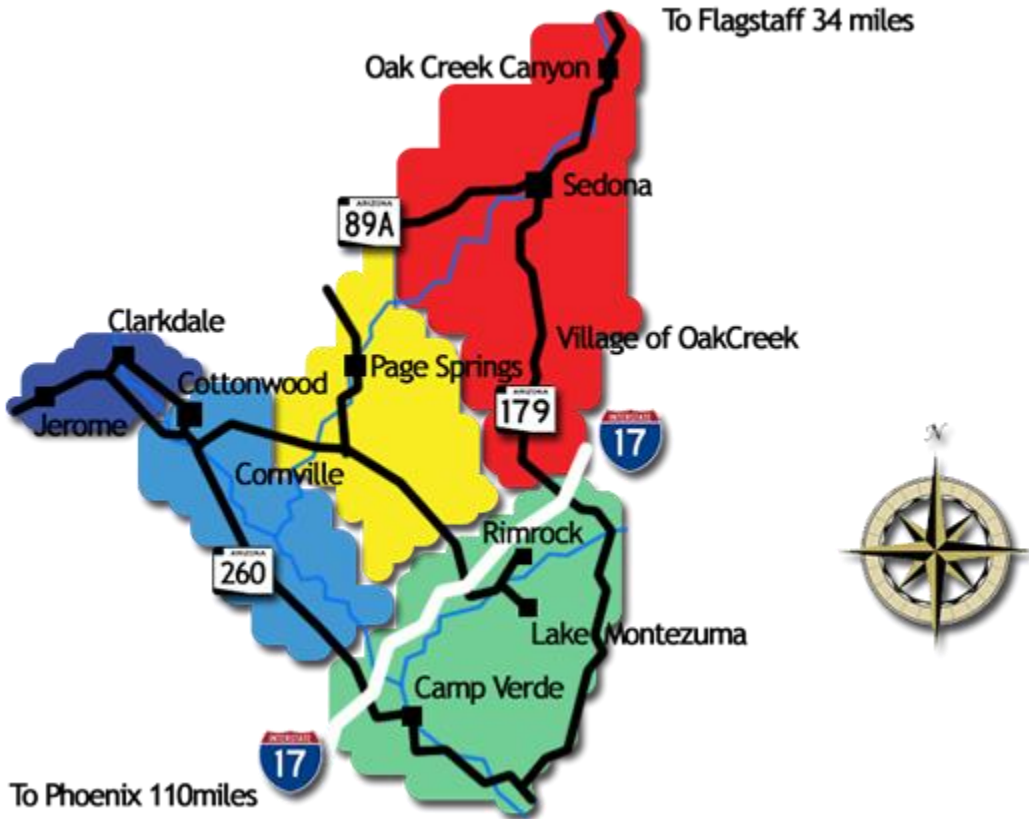 To Flagstaff 34 miles
Oak Creek Canyon
Sedona
ARIZONA
89A
Clarkdale
Village of OakCreek
Page Springs
Cottonwood
ARIZONA
179
Jerome
INTERSTATE
17
N
Cornville
Rimrock
ARIZONA
260
Lake Montezuma
Camp Verde
INTERSTATE
17
To Phoenix 110miles